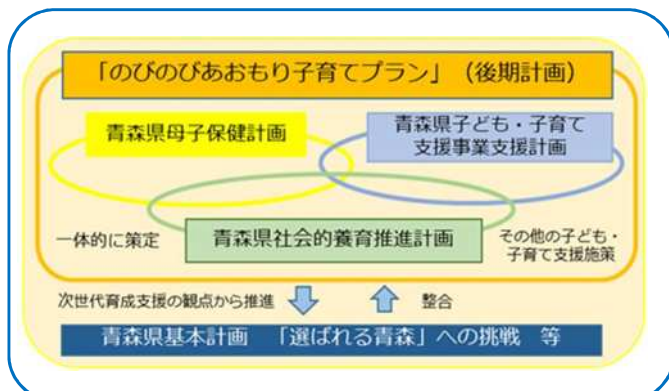 「のびのびあおもり子育てプラン」（後期計画）
青森県母子保健計画
青森県子ども・子育て
支援事業支援計画
一体的に策定
青森県社会的養育推進計画
その他の子ども・
子育て支援施策
次世代育成支援の観点から推進
整合
青森県基本計画　「選ばれる青森」への挑戦　等